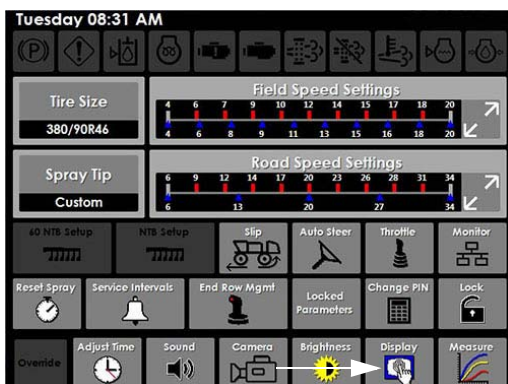 Tuesday 08:31 AM
Tire Size
380/90R46
Field Speed Settings
4 6 7 9 10 12 14 15 17 18 20
4 6 8 9 11 13 15 16 18 20
Spray Tip
Custom
Road Speed Settings
6 9 12 14 17 20 23 26 28 31 34
6 13 20 27 34
60 NTB Setup
NTB Setup
Slip
Auto Steer
Throttle
Monitor
Reset Spray
Service Intervals
End Row Mgmt
Locked
Parameters
Change PIN
Lock
Override
Adjust Time
Sound
Camera
Brightness
Display
Measure